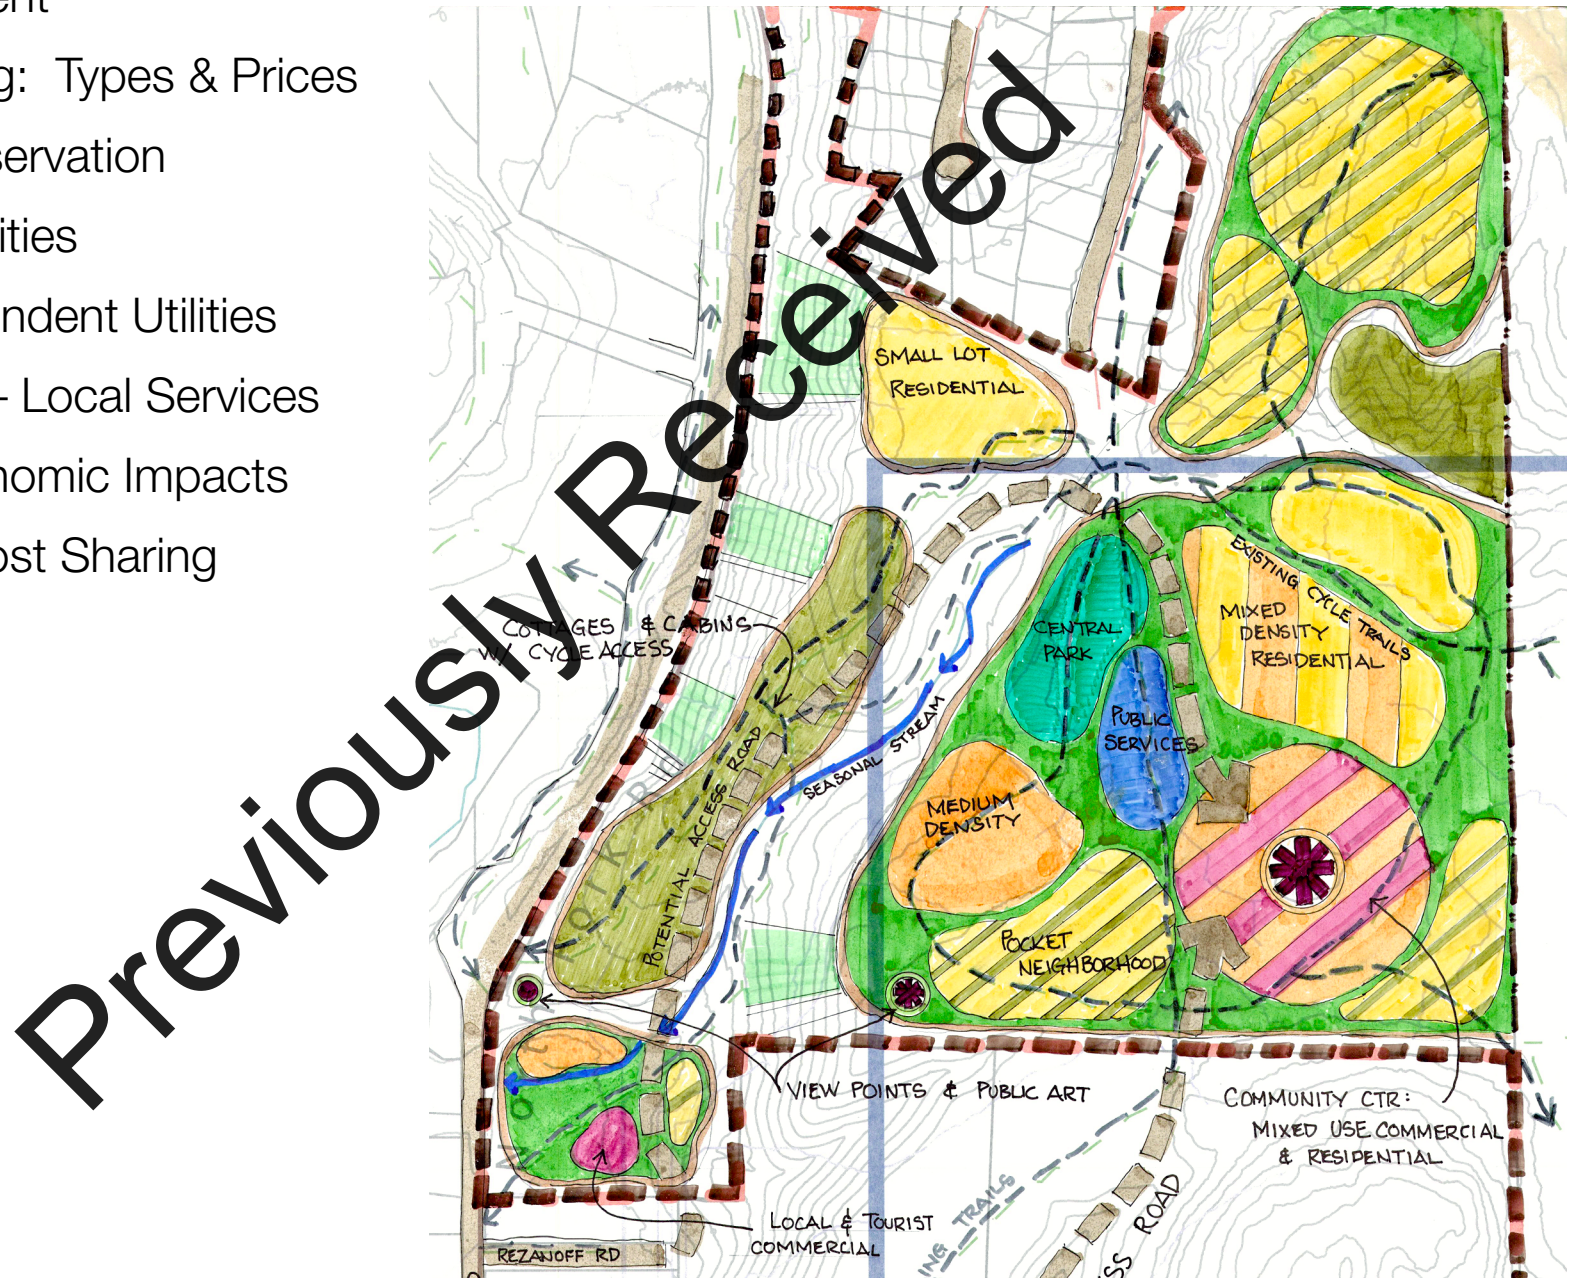 ent
g: Types & Prices
servation
ities
ndent Utilities
– Local Services
nomic Impacts
ost Sharing
Previously Received
SMALL LOT
RESIDENTIAL
EXISTING CYCLE TRAILS
MIXED
DENSITY
RESIDENTIAL
CENTRAL
PARK
PUBLIC
SERVICES
COTTAGES & CABINS
W/ CYCLE ACCESS
SEASONAL STREAM
POTENTIAL ACCESS ROAD
MEDIUM
DENSITY
POCKET
NEIGHBORHOOD
VIEW POINTS & PUBLIC ART
COMMUNITY CTR:
MIXED USE COMMERCIAL
& RESIDENTIAL
LOCAL & TOURIST
COMMERCIAL
REZANOFF RD
ING TRAILS
ESS ROAD